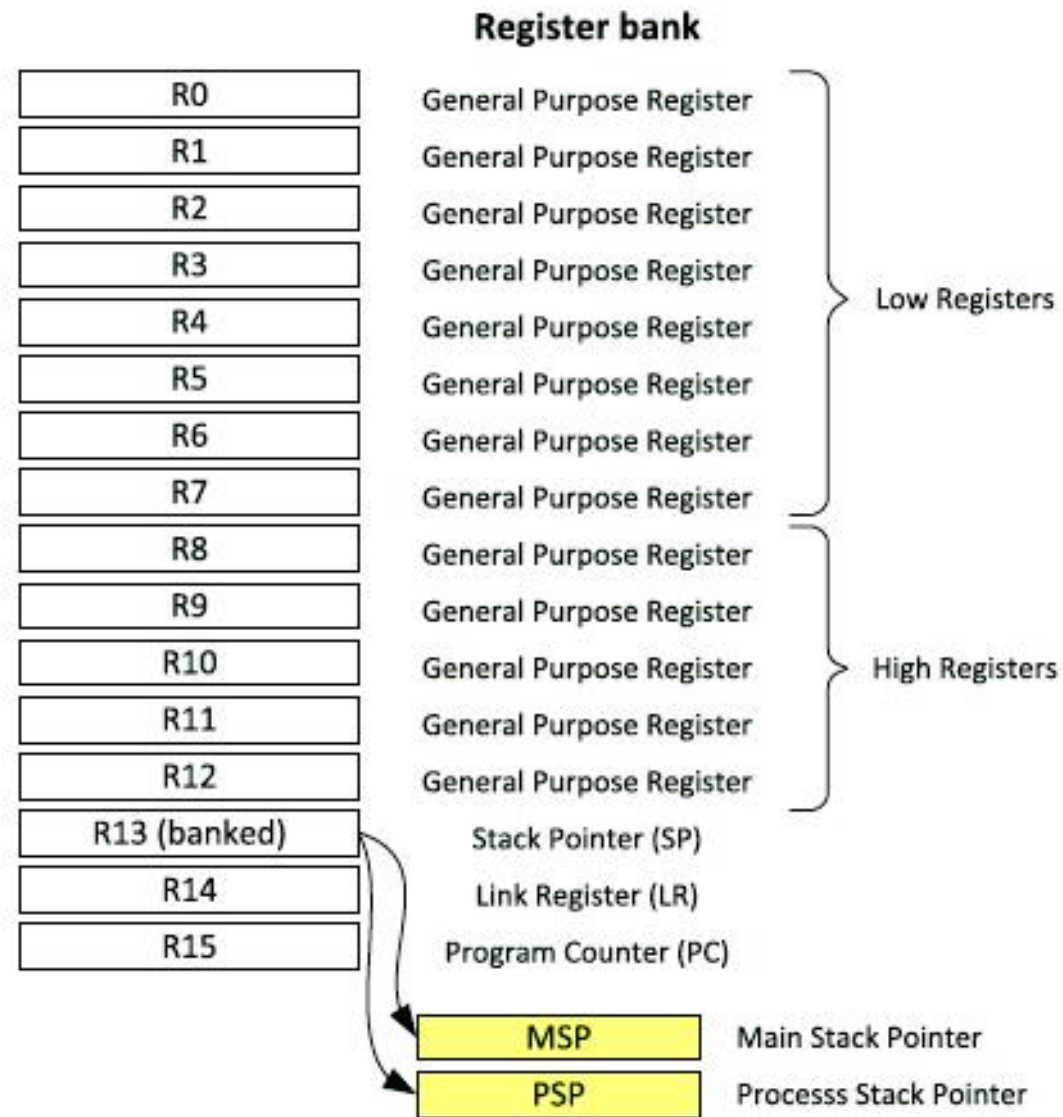 Register bank
R0 General Purpose Register
R1 General Purpose Register
R2 General Purpose Register
R3 General Purpose Register
Low Registers
R4 General Purpose Register
R5 General Purpose Register
R6 General Purpose Register
R7 General Purpose Register
R8 General Purpose Register
R9 General Purpose Register
R10 General Purpose Register
High Registers
R11 General Purpose Register
R12 General Purpose Register
R13 (banked) Stack Pointer (SP)
R14 Link Register (LR)
R15 Program Counter (PC)
MSP Main Stack Pointer
PSP Processs Stack Pointer